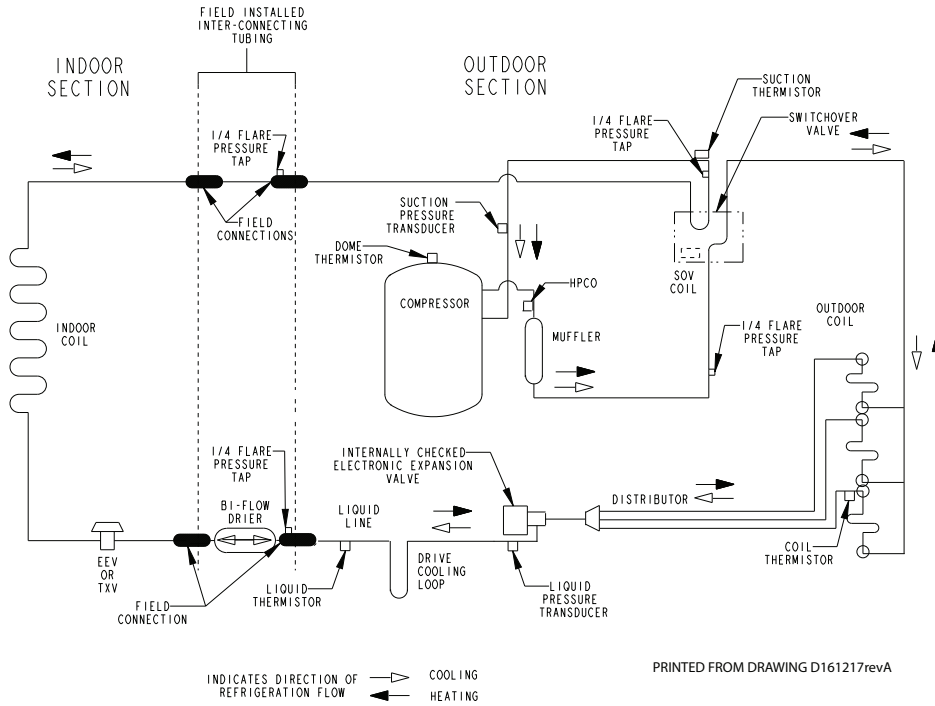 FIELD INSTALLED
INTER-CONNECTING
TUBING
INDOOR
SECTION
OUTDOOR
SECTION
SUCTION
THERMISTOR
1/4 FLARE
PRESSURE
TAP
SWITCHOVER
VALVE
1/4 FLARE
PRESSURE
TAP
FIELD
CONNECTIONS
SUCTION
PRESSURE
TRANSDUCER
DOME
THERMISTOR
SOV
COIL
HPCO
COMPRESSOR
OUTDOOR
COIL
INDOOR
COIL
MUFFLER
1/4 FLARE
PRESSURE
TAP
1/4 FLARE
PRESSURE
TAP
INTERNALLY CHECKED
ELECTRONIC EXPANSION
VALVE
BI-FLOW
DRIER
LIQUID
LINE
DISTRIBUTOR
COIL
THERMISTOR
EEV
OR
TXV
DRIVE
COOLING
LOOP
LIQUID
THERMISTOR
LIQUID
PRESSURE
TRANSDUCER
FIELD
CONNECTION
PRINTED FROM DRAWING D161217revA
INDICATES DIRECTION OF
REFRIGERATION FLOW
COOLING
HEATING